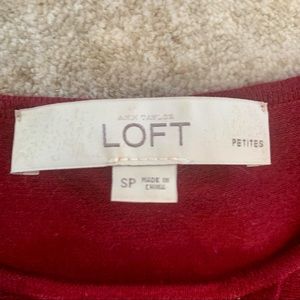 ANN TAYLOR
LOFT
PETITES
SP
MADE IN
CHINA